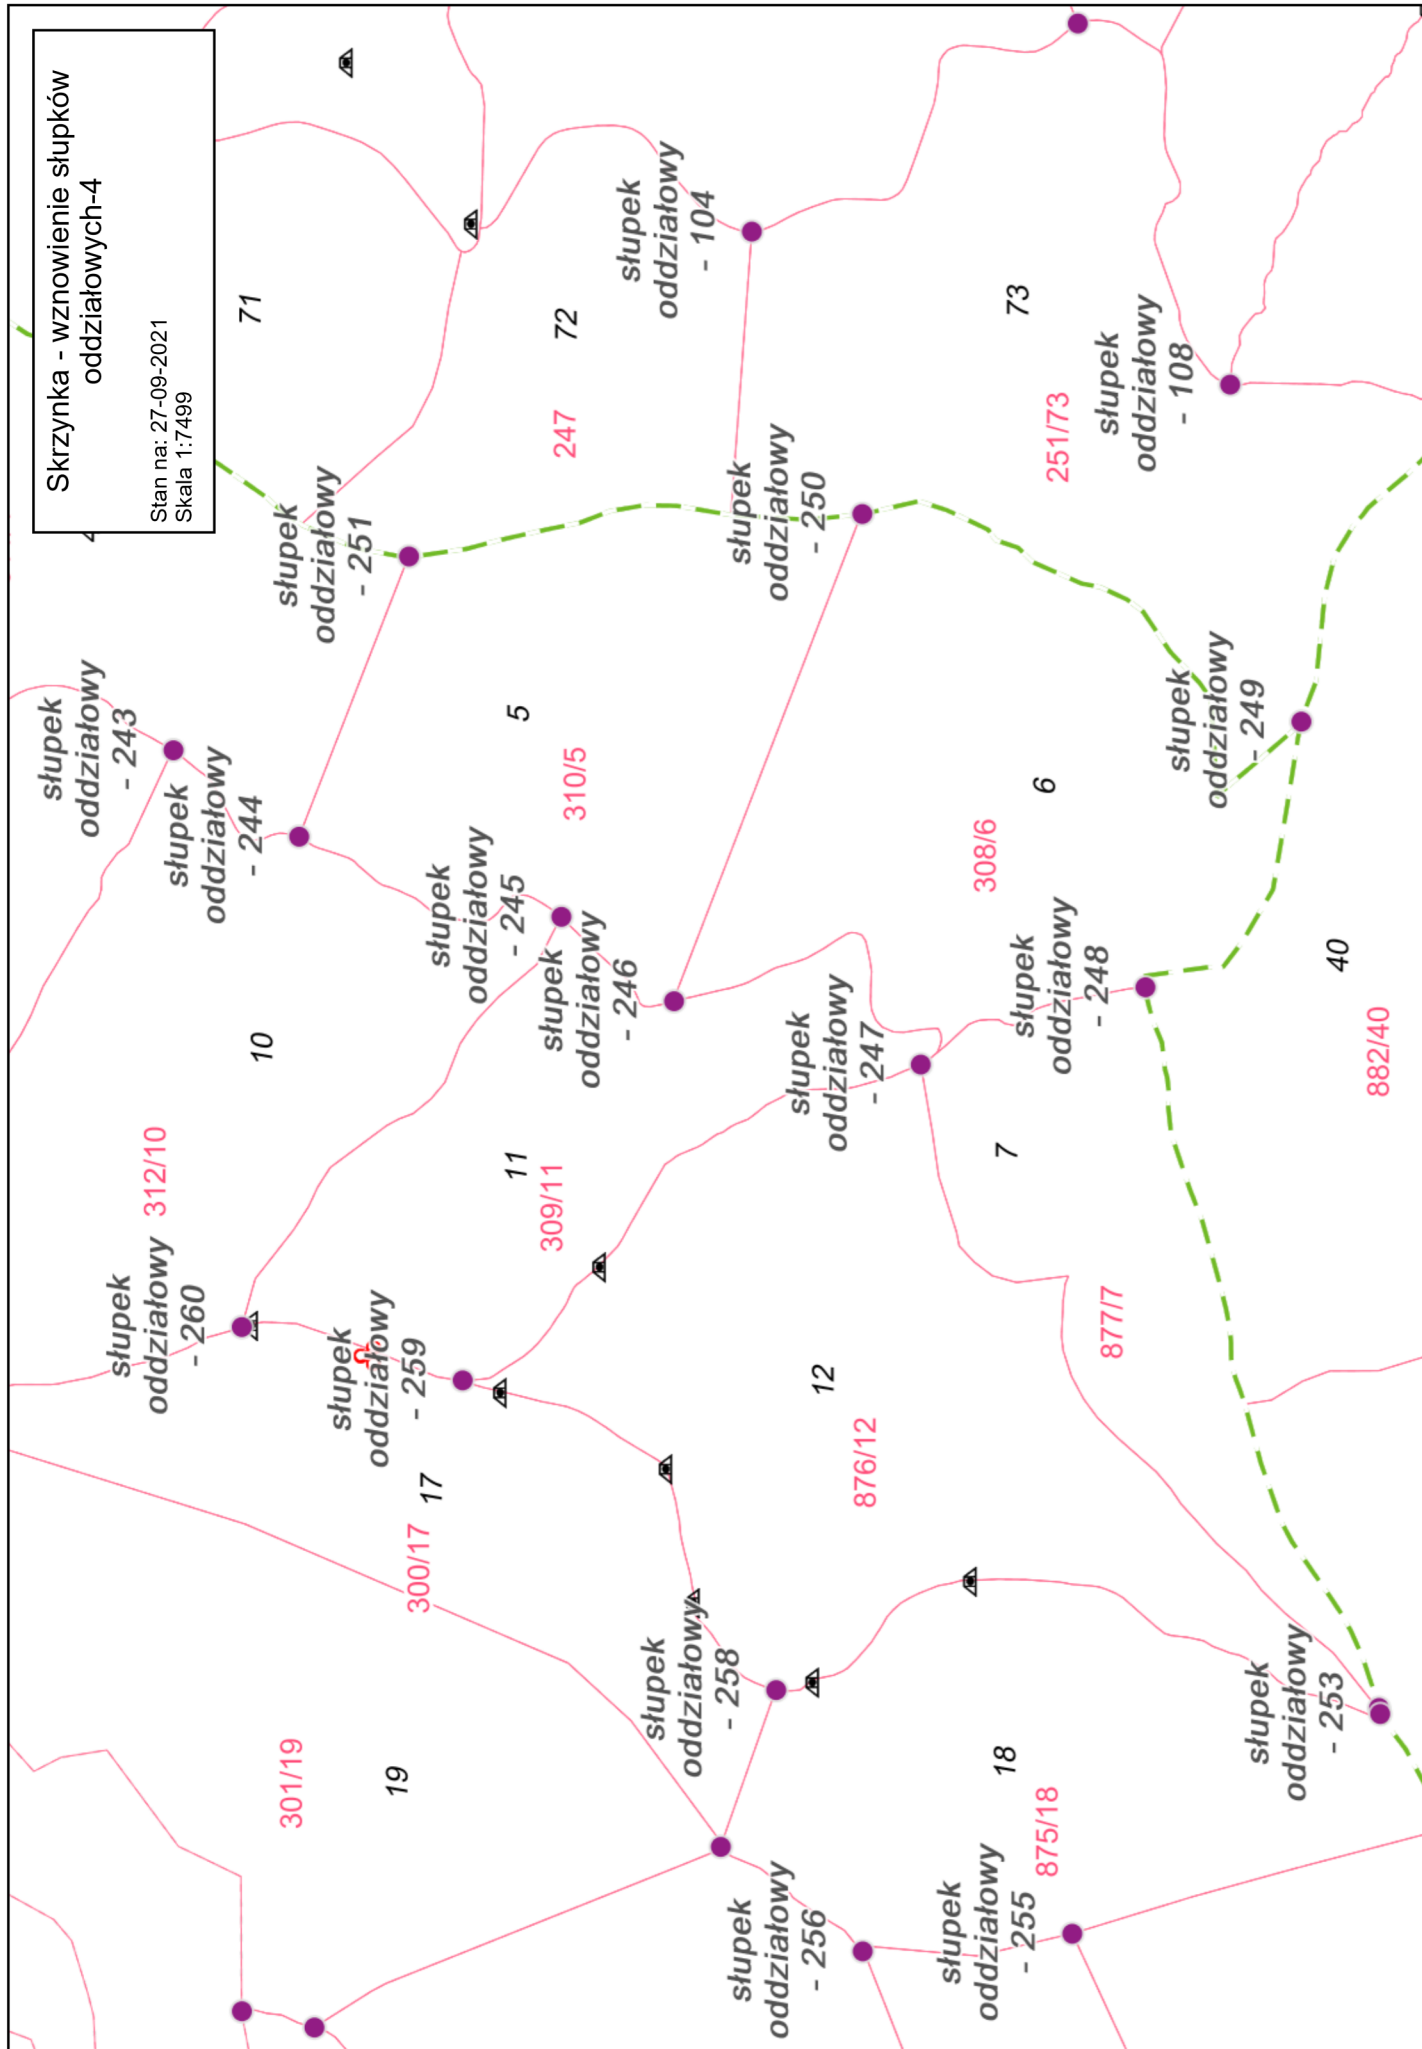 Skrzynka - wznowienie słupków
oddziałowych-4
Stan na: 27-09-2021
Skala 1:7499
71
słupek
oddziałowy
- 104
72
247
73
251/73
słupek
oddziałowy
- 108
słupek
oddziałowy
- 251
słupek
oddziałowy
- 250
słupek
oddziałowy
- 243
słupek
oddziałowy
- 244
5
310/5
słupek
oddziałowy
- 249
6
308/6
słupek
oddziałowy
- 245
słupek
oddziałowy
- 246
słupek
oddziałowy
- 247
słupek
oddziałowy
- 248
40
882/40
10
312/10
11
309/11
7
877/7
słupek
oddziałowy
- 260
słupek
oddziałowy
- 259
12
876/12
17
300/17
słupek
oddziałowy
- 258
słupek
oddziałowy
- 253
301/19
19
18
875/18
słupek
oddziałowy
- 256
słupek
oddziałowy
- 255